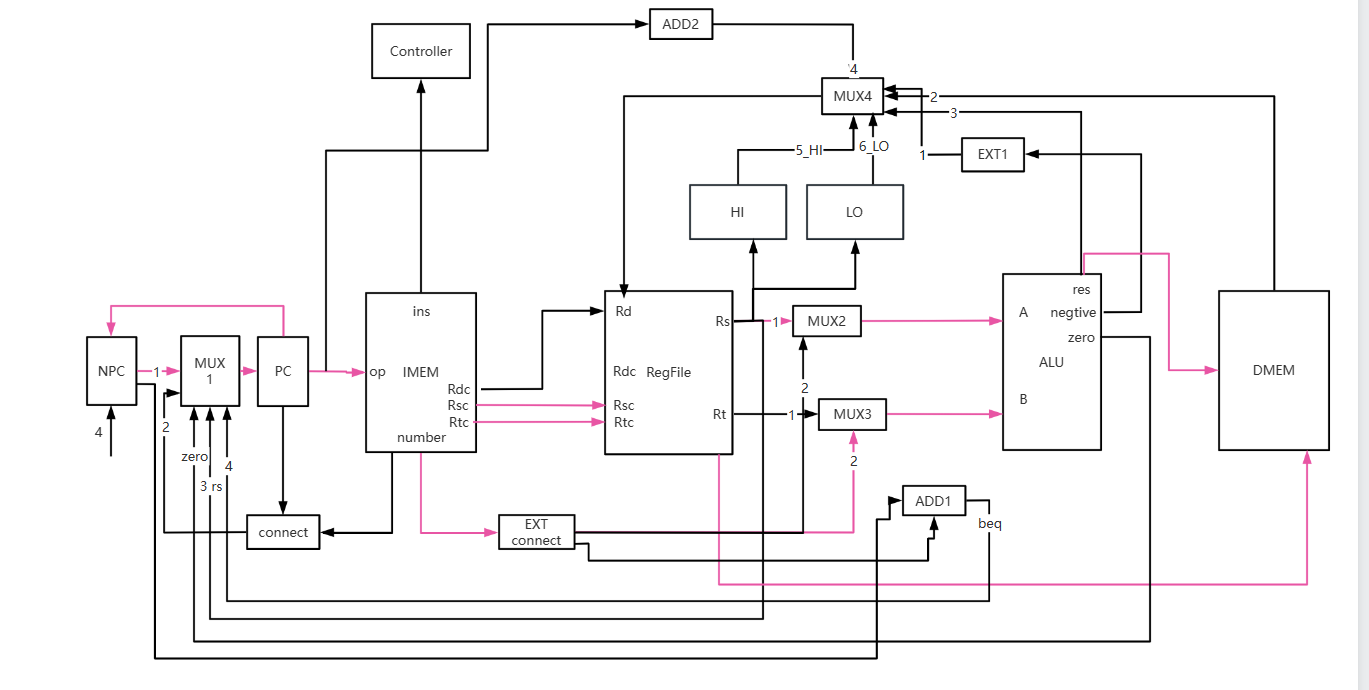 ADD2
Controller
4
MUX4
2
3
5_HI
6_LO
1
EXT1
HI
LO
res
ins
Rd
A
negtive
Rs
1
MUX2
zero
NPC
1
MUX
1
PC
op
IMEM
Rdc
RegFile
ALU
DMEM
Rdc
2
B
Rsc
Rsc
Rt
1
MUX3
Rtc
Rtc
4
2
number
zero
4
2
3 rs
ADD1
beq
connect
EXT
connect